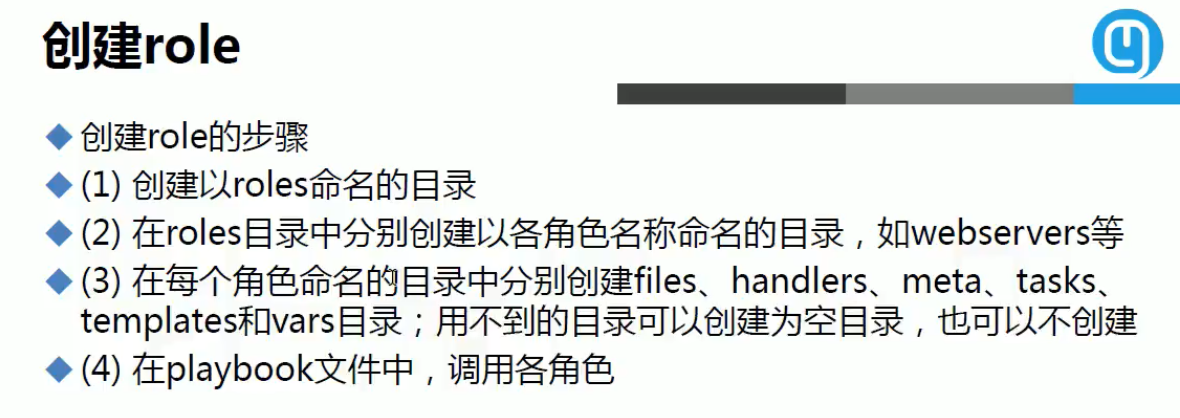 创建role
创建role的步骤
(1) 创建以roles命名的目录
(2) 在roles目录中分别创建以各角色名称命名的目录，如webservers等
(3) 在每个角色命名的目录中分别创建files、handlers、meta、tasks、
templates和vars目录；用不到的目录可以创建为空目录，也可以不创建
(4) 在playbook文件中，调用各角色